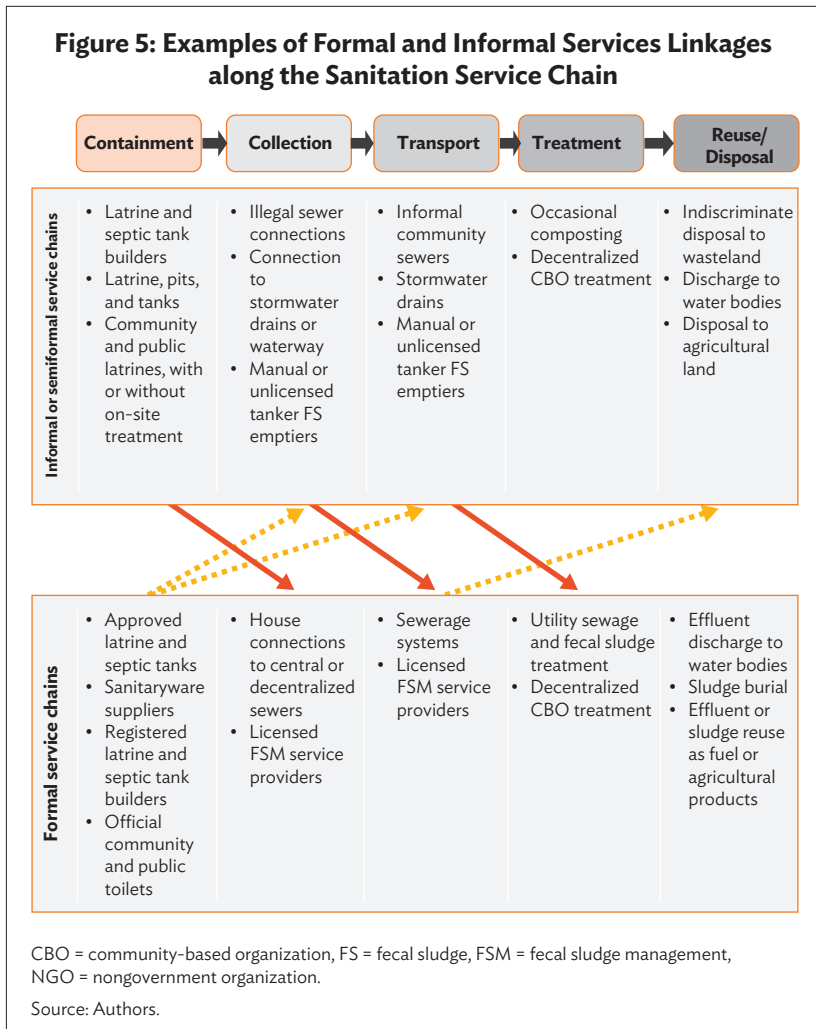 Figure 5: Examples of Formal and Informal Services Linkages
along the Sanitation Service Chain
Containment
Collection
Transport
Treatment
Reuse/
Disposal
Informal or semiformal service chains
• Latrine and
septic tank
builders
• Latrine, pits,
and tanks
• Community
and public
latrines, with
or without
on-site
treatment
• Illegal sewer
connections
• Connection
to
stormwater
drains or
waterway
• Manual or
unlicensed
tanker FS
emptiers
• Informal
community
sewers
• Stormwater
drains
• Manual or
unlicensed
tanker FS
emptiers
• Occasional
composting
• Decentralized
CBO treatment
• Indiscriminate
disposal to
wasteland
• Discharge to
water bodies
• Disposal to
agricultural
land
Formal service chains
• Approved
latrine and
septic tanks
• Sanitaryware
suppliers
• Registered
latrine and
septic tank
builders
• Official
community
and public
toilets
• House
connections
to central or
decentralized
sewers
• Licensed
FSM service
providers
• Sewerage
systems
• Licensed
FSM service
providers
• Utility sewage
and fecal sludge
treatment
• Decentralized
CBO treatment
• Effluent
discharge to
water bodies
• Sludge burial
• Effluent or
sludge reuse
as fuel or
agricultural
products
CBO = community-based organization, FS = fecal sludge, FSM = fecal sludge management,
NGO = nongovernment organization.
Source: Authors.